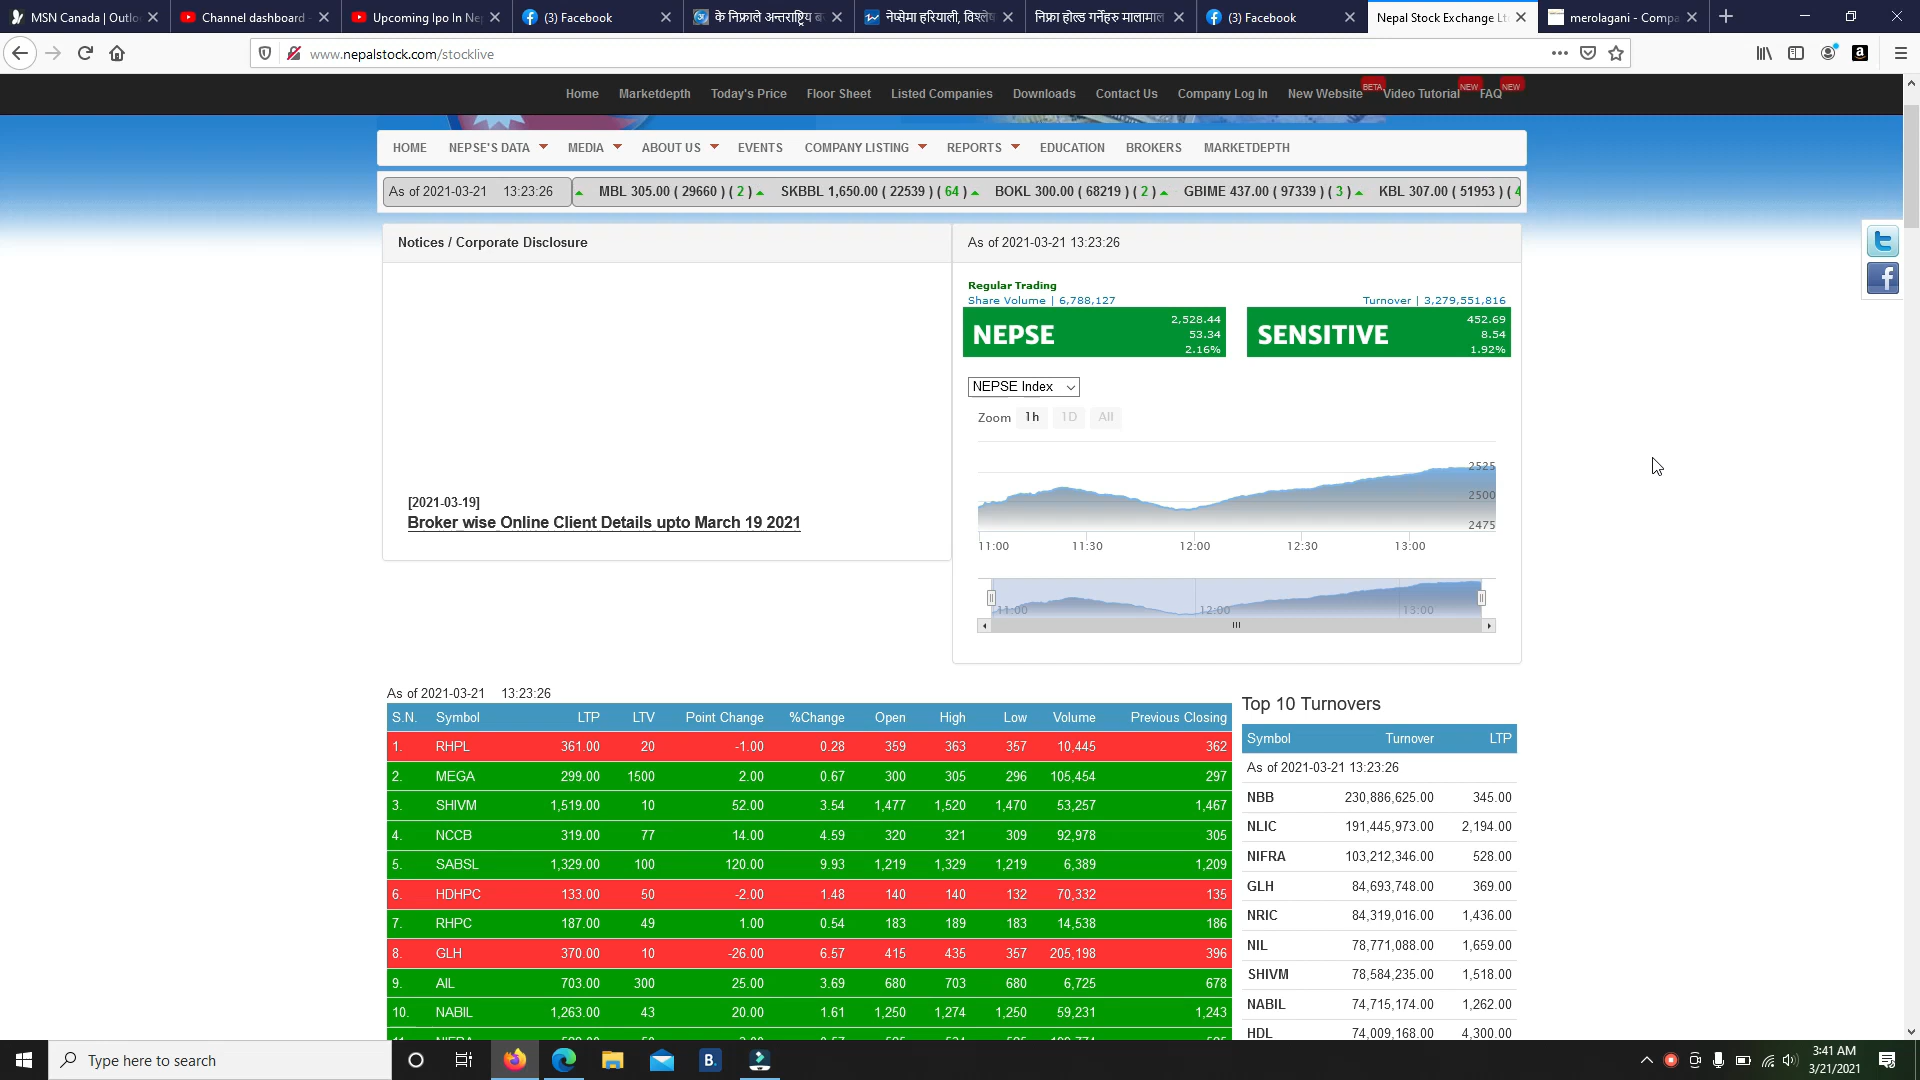 MSN Canada | Outlo
Channel dashboard
Upcoming Ipo In Ne
(3) Facebook
के निफ्राले अन्तराष्ट्रिय ब
नेप्सेमा हरियाली, विश्लेष
निफ्रा होल्ड गर्नेहरु मालामाल
(3) Facebook
Nepal Stock Exchange Lt
merolagani - Compa
www.nepalstock.com/stocklive
Home Marketdepth Today's Price Floor Sheet Listed Companies Downloads Contact Us Company Log In New Website BETA Video Tutorial NEW FAQ NEW
HOME NEPSE'S DATA MEDIA ABOUT US EVENTS COMPANY LISTING REPORTS EDUCATION BROKERS MARKETDEPTH
As of 2021-03-21 13:23:26 MBL 305.00 ( 29660 ) ( 2 ) SKBBL 1,650.00 ( 22539 ) ( 64 ) BOKL 300.00 ( 68219 ) ( 2 ) GBIME 437.00 ( 97339 ) ( 3 ) KBL 307.00 ( 51953 ) ( 4
Notices / Corporate Disclosure
[2021-03-19]
Broker wise Online Client Details upto March 19 2021
As of 2021-03-21 13:23:26
Regular Trading
Share Volume | 6,788,127 Turnover | 3,279,551,816
NEPSE 2,528.44 53.34 2.16%
SENSITIVE 452.69 8.54 1.92%
NEPSE Index
Zoom 1h 1D All
2525
2500
2475
11:00 11:30 12:00 12:30 13:00
11:00 12:00 13:00
As of 2021-03-21 13:23:26
S.N. Symbol LTP LTV Point Change %Change Open High Low Volume Previous Closing
1. RHPL 361.00 20 -1.00 0.28 359 363 357 10,445 362
2. MEGA 299.00 1500 2.00 0.67 300 305 296 105,454 297
3. SHIVM 1,519.00 10 52.00 3.54 1,477 1,520 1,470 53,257 1,467
4. NCCB 319.00 77 14.00 4.59 320 321 309 92,978 305
5. SABSL 1,329.00 100 120.00 9.93 1,219 1,329 1,219 6,389 1,209
6. HDHPC 133.00 50 -2.00 1.48 140 140 132 70,332 135
7. RHPC 187.00 49 1.00 0.54 183 189 183 14,538 186
8. GLH 370.00 10 -26.00 6.57 415 435 357 205,198 396
9. AIL 703.00 300 25.00 3.69 680 703 680 6,725 678
10. NABIL 1,263.00 43 20.00 1.61 1,250 1,274 1,250 59,231 1,243
Top 10 Turnovers
Symbol Turnover LTP
As of 2021-03-21 13:23:26
NBB 230,886,625.00 345.00
NLIC 191,445,973.00 2,194.00
NIFRA 103,212,346.00 528.00
GLH 84,693,748.00 369.00
NRIC 84,319,016.00 1,436.00
NIL 78,771,088.00 1,659.00
SHIVM 78,584,235.00 1,518.00
NABIL 74,715,174.00 1,262.00
HDL 74,009,168.00 4,300.00
Type here to search
B.
3:41 AM
3/21/2021